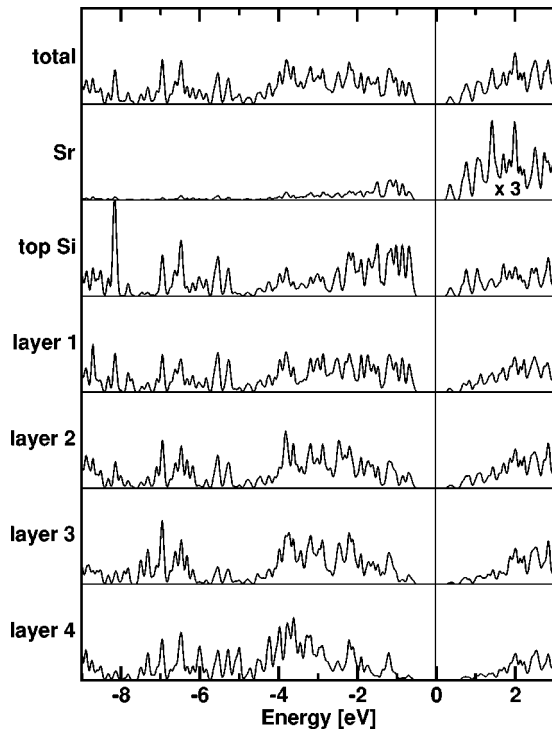 total
Sr
x 3
top Si
layer 1
layer 2
layer 3
layer 4
-8 -6 -4 -2 0 2
Energy [eV]